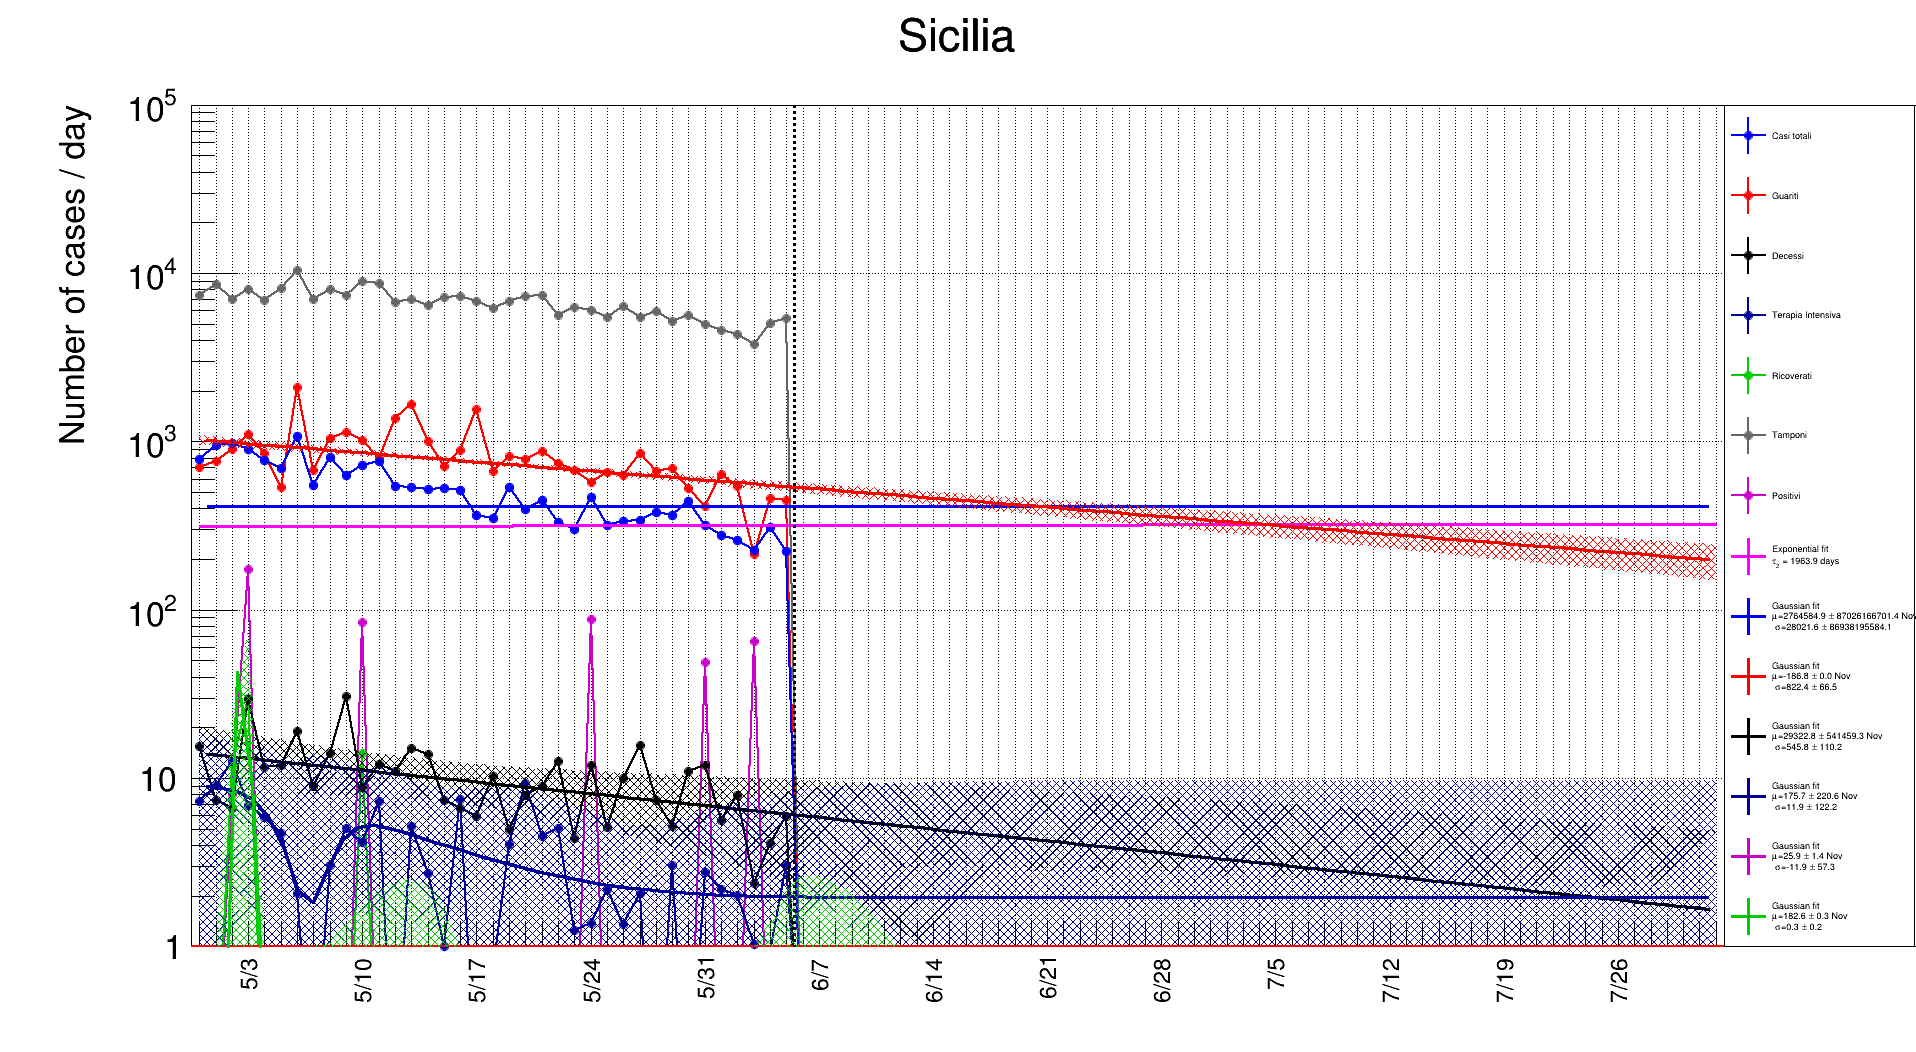 Sicilia
Number of cases / day
10^5
10^4
10^3
10^2
10
1
5/3
5/10
5/17
5/24
5/31
6/7
6/14
6/21
6/28
7/5
7/12
7/19
7/26
Casi totali
Guariti
Decessi
Terapia Intensiva
Ricoverati
Tamponi
Positivi
Exponential fit
τ₂ = 1963.9 days
Gaussian fit
μ=2764584.9 ± 87026166701.4 Nov
σ=28021.6 ± 86938195584.1
Gaussian fit
μ=-186.8 ± 0.0 Nov
σ=822.4 ± 66.5
Gaussian fit
μ=29322.8 ± 541459.3 Nov
σ=545.8 ± 110.2
Gaussian fit
μ=175.7 ± 220.6 Nov
σ=11.9 ± 122.2
Gaussian fit
μ=25.9 ± 1.4 Nov
σ=-11.9 ± 57.3
Gaussian fit
μ=182.6 ± 0.3 Nov
σ=0.3 ± 0.2